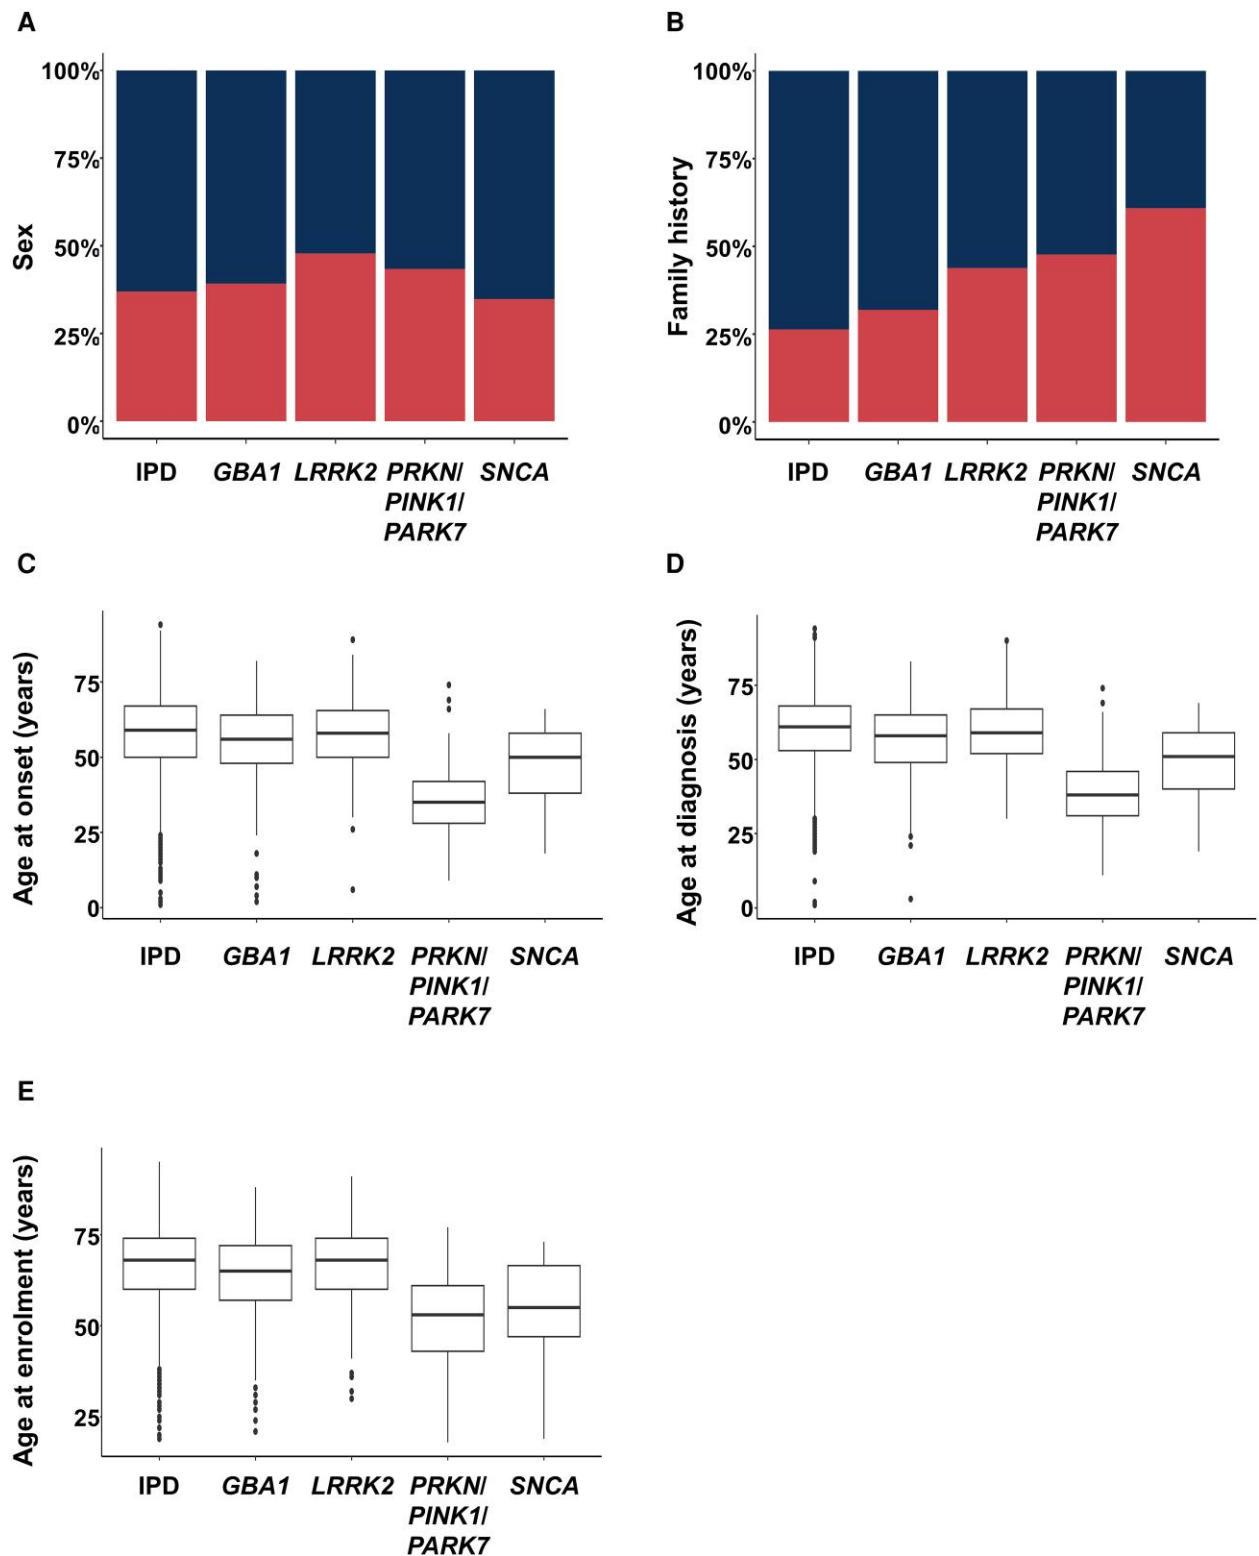 A
100%
75%
50%
25%
0%
Sex
IPD GBA1 LRRK2 PRKN/ SNCA
PINK1/
PARK7
B
100%
75%
50%
25%
0%
Family history
IPD GBA1 LRRK2 PRKN/ SNCA
PINK1/
PARK7
C
75
50
25
0
Age at onset (years)
IPD GBA1 LRRK2 PRKN/ SNCA
PINK1/
PARK7
D
75
50
25
0
Age at diagnosis (years)
IPD GBA1 LRRK2 PRKN/ SNCA
PINK1/
PARK7
E
75
50
25
Age at enrolment (years)
IPD GBA1 LRRK2 PRKN/ SNCA
PINK1/
PARK7